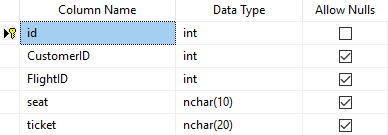 Column Name Data Type Allow Nulls
id int
CustomerID int
FlightID int
seat nchar(10)
ticket nchar(20)